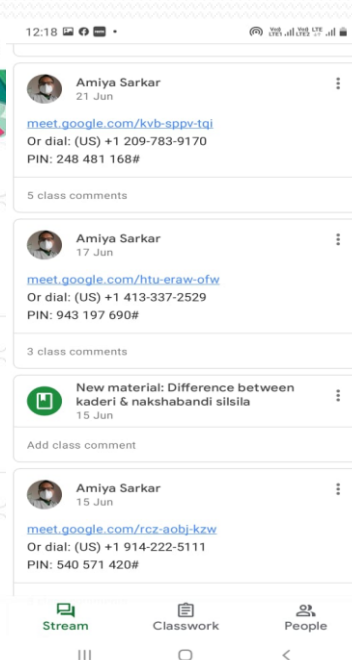 12:18
Amiya Sarkar
21 Jun
meet.google.com/kvb-sppv-tqi
Or dial: (US) +1 209-783-9170
PIN: 248 481 168#
5 class comments
Amiya Sarkar
17 Jun
meet.google.com/htu-eraw-ofw
Or dial: (US) +1 413-337-2529
PIN: 943 197 690#
3 class comments
New material: Difference between
kaderi & nakshabandi silsila
15 Jun
Add class comment
Amiya Sarkar
15 Jun
meet.google.com/rcz-aobj-kzw
Or dial: (US) +1 914-222-5111
PIN: 540 571 420#
Stream Classwork People